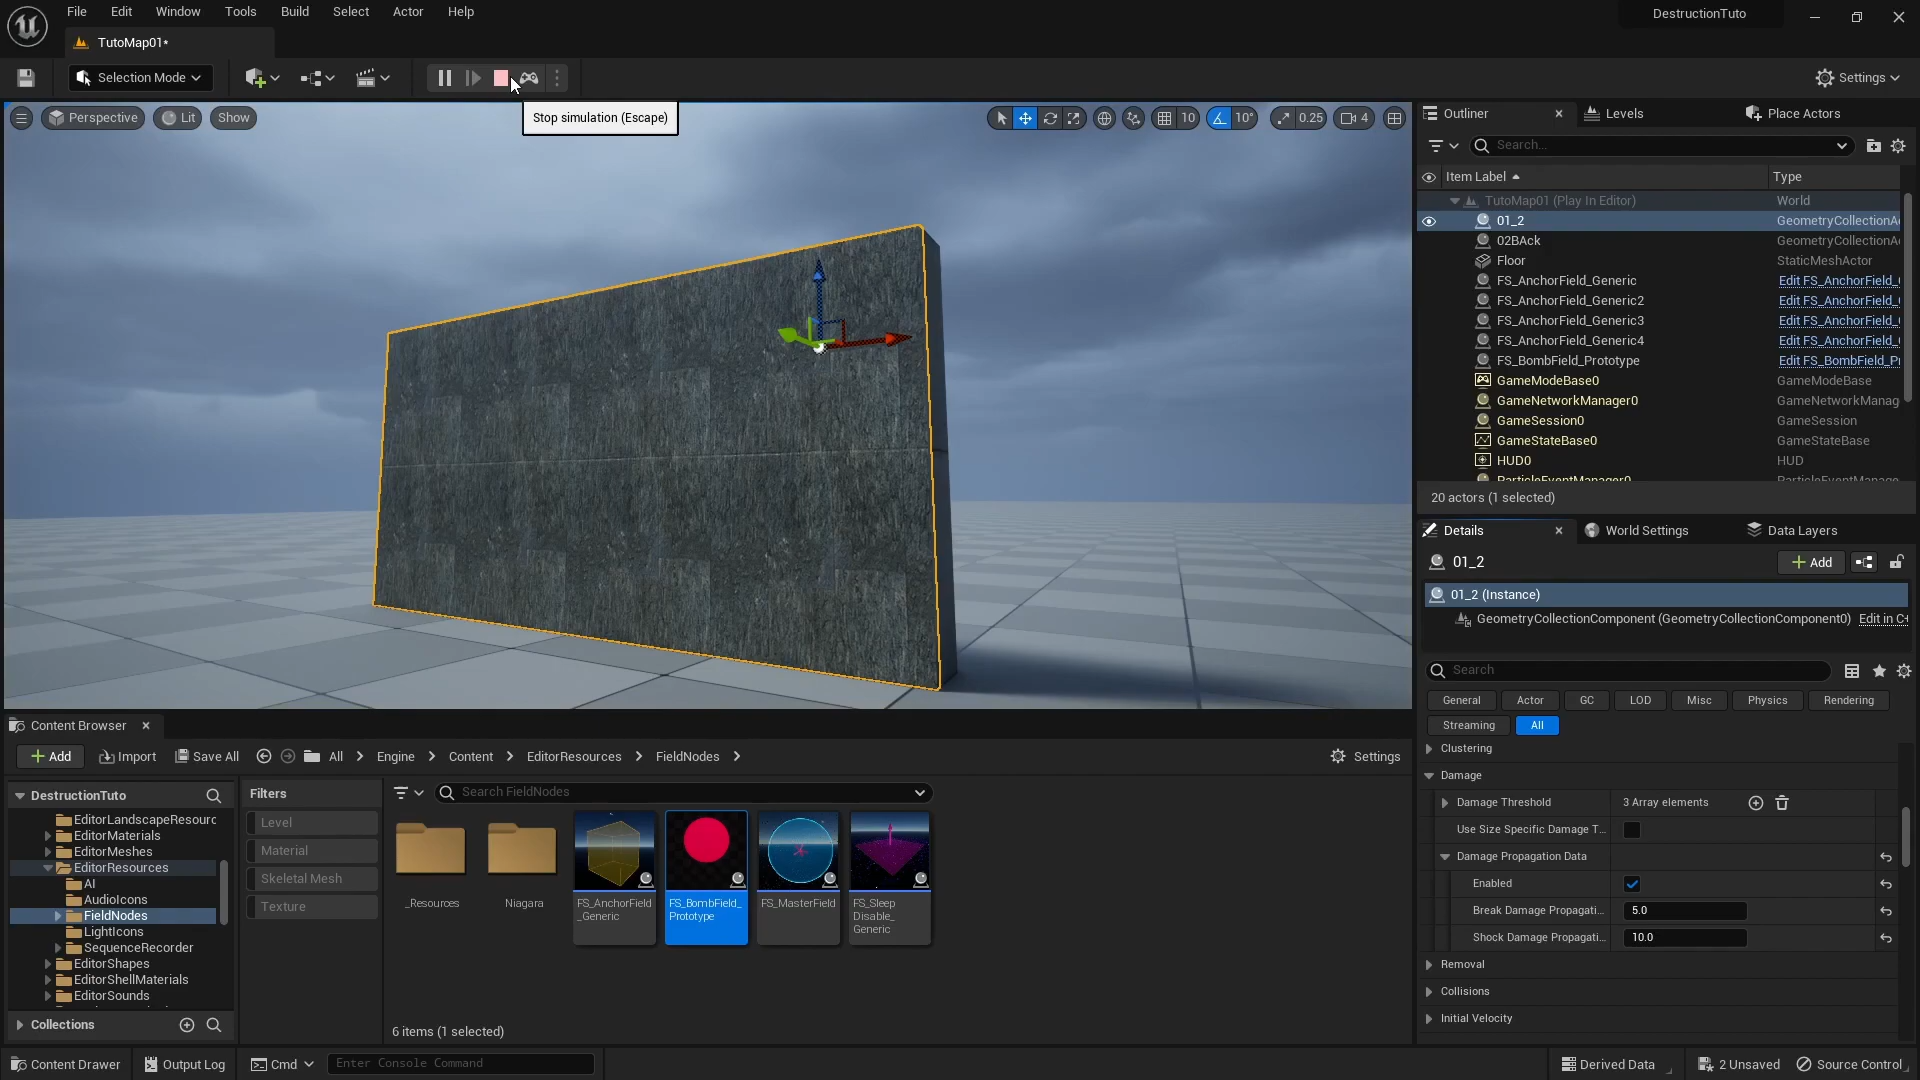 File Edit Window Tools Build Select Actor Help
DestructionTuto
TutoMap01*
Selection Mode
Settings
Stop simulation (Escape)
Perspective Lit Show
10 10° 0.25 4
Outliner Levels Place Actors
Search...
Item Label Type
TutoMap01 (Play In Editor) World
01_2 GeometryCollectionA
02BAck GeometryCollectionA
Floor StaticMeshActor
FS_AnchorField_Generic Edit FS_AnchorField_
FS_AnchorField_Generic2 Edit FS_AnchorField_
FS_AnchorField_Generic3 Edit FS_AnchorField_
FS_AnchorField_Generic4 Edit FS_AnchorField_
FS_BombField_Prototype Edit FS_BombField_P
GameModeBase0 GameModeBase
GameNetworkManager0 GameNetworkManag
GameSession0 GameSession
GameStateBase0 GameStateBase
HUD0 HUD
ParticleEventManager0 ParticleEventManage
20 actors (1 selected)
Details World Settings Data Layers
01_2
Add
01_2 (Instance)
GeometryCollectionComponent (GeometryCollectionComponent0) Edit in C+
Search
General Actor GC LOD Misc Physics Rendering
Streaming All
Clustering
Damage
Damage Threshold 3 Array elements
Use Size Specific Damage T...
Damage Propagation Data
Enabled
Break Damage Propagati... 5.0
Shock Damage Propagati... 10.0
Removal
Collisions
Initial Velocity
Content Browser
Add Import Save All All Engine Content EditorResources FieldNodes
Settings
DestructionTuto
EditorLandscapeResourc
EditorMaterials
EditorMeshes
EditorResources
AI
AudioIcons
FieldNodes
LightIcons
SequenceRecorder
EditorShapes
EditorShellMaterials
EditorSounds
Collections
Filters
Level
Material
Skeletal Mesh
Texture
Search FieldNodes
_Resources
Niagara
FS_AnchorField
_Generic
FS_BombField_
Prototype
FS_MasterField
FS_Sleep
Disable_
Generic
6 items (1 selected)
Content Drawer Output Log Cmd Enter Console Command
Derived Data 2 Unsaved Source Control